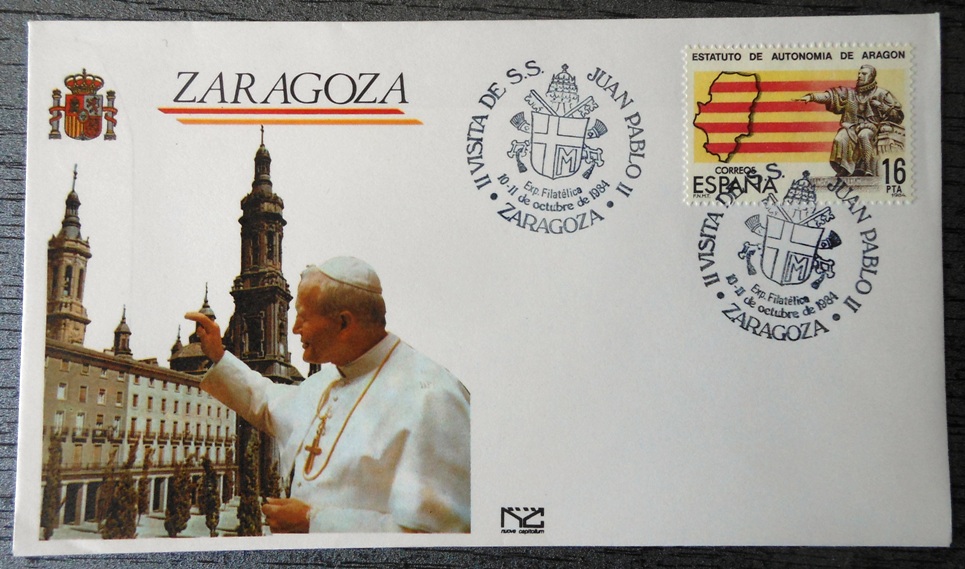 ZARAGOZA
II VISITA DE S.S. JUAN PABLO II
M
Exp. Filatélica
10-11 de octubre de 1984
• ZARAGOZA •
ESTATUTO DE AUTONOMIA DE ARAGON
CORREOS
ESPAÑA
16
PTA
F.N.M.T.
II VISITA DE S.S. JUAN PABLO II
M
Exp. Filatélica
10-11 de octubre de 1984
• ZARAGOZA •
nuova capitolium